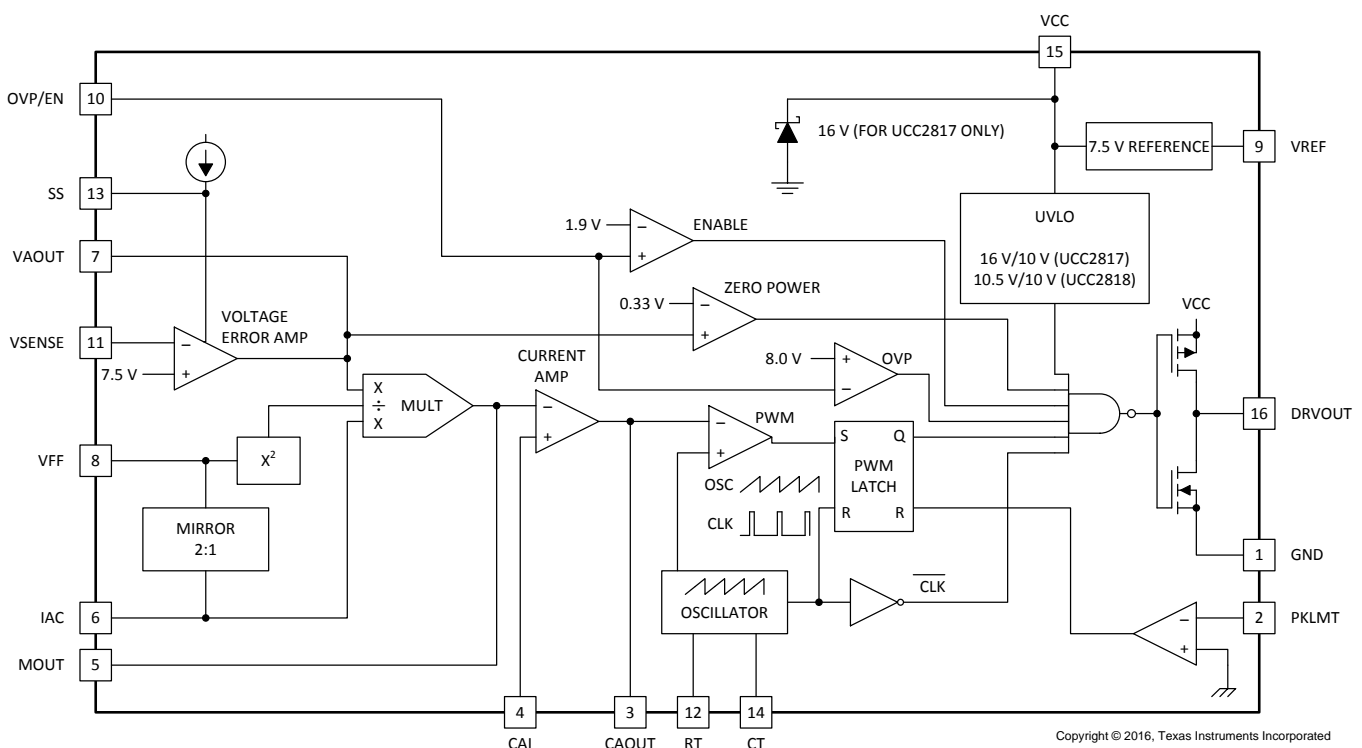 VCC
15
OVP/EN
10
16 V (FOR UCC2817 ONLY)
7.5 V REFERENCE
9
VREF
SS
13
1.9 V
−
+
ENABLE
UVLO
16 V/10 V (UCC2817)
10.5 V/10 V (UCC2818)
VAOUT
7
0.33 V
−
+
ZERO POWER
VCC
VOLTAGE
ERROR AMP
VSENSE
11
−
7.5 V
+
8.0 V
+
−
OVP
CURRENT
AMP
X
÷
X
MULT
−
+
−
+
PWM
16
DRVOUT
VFF
8
X2
S
Q
PWM
LATCH
R
R
OSC
CLK
MIRROR
2:1
1
GND
OSCILLATOR
CLK
IAC
6
−
+
2
PKLMT
MOUT
5
4
3
12
14
CAI
CAOUT
RT
CT
Copyright © 2016, Texas Instruments Incorporated